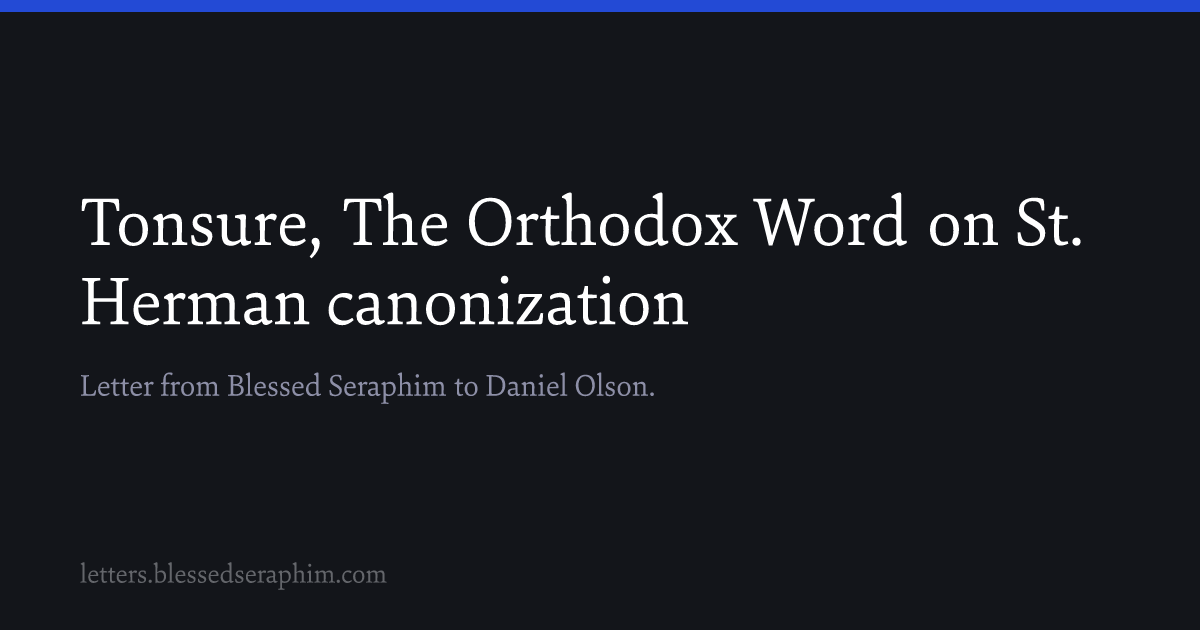 Tonsure, The Orthodox Word on St.
Herman canonization
Letter from Blessed Seraphim to Daniel Olson.
letters.blessedseraphim.com